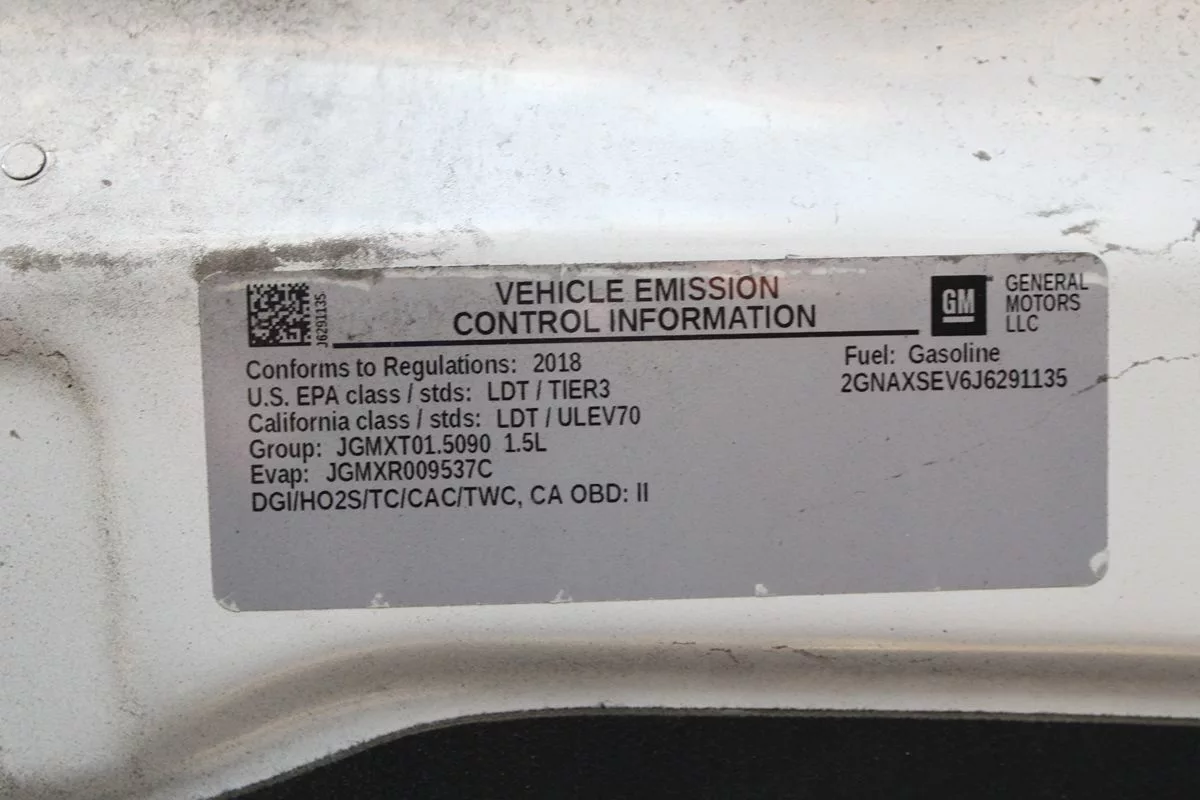 VEHICLE EMISSION
CONTROL INFORMATION
J6291135
GM
GENERAL
MOTORS
LLC
Conforms to Regulations: 2018
U.S. EPA class / stds: LDT / TIER3
California class / stds: LDT / ULEV70
Group: JGMXT01.5090 1.5L
Evap: JGMXR009537C
DGI/HO2S/TC/CAC/TWC, CA OBD: II
Fuel: Gasoline
2GNAXSEV6J6291135